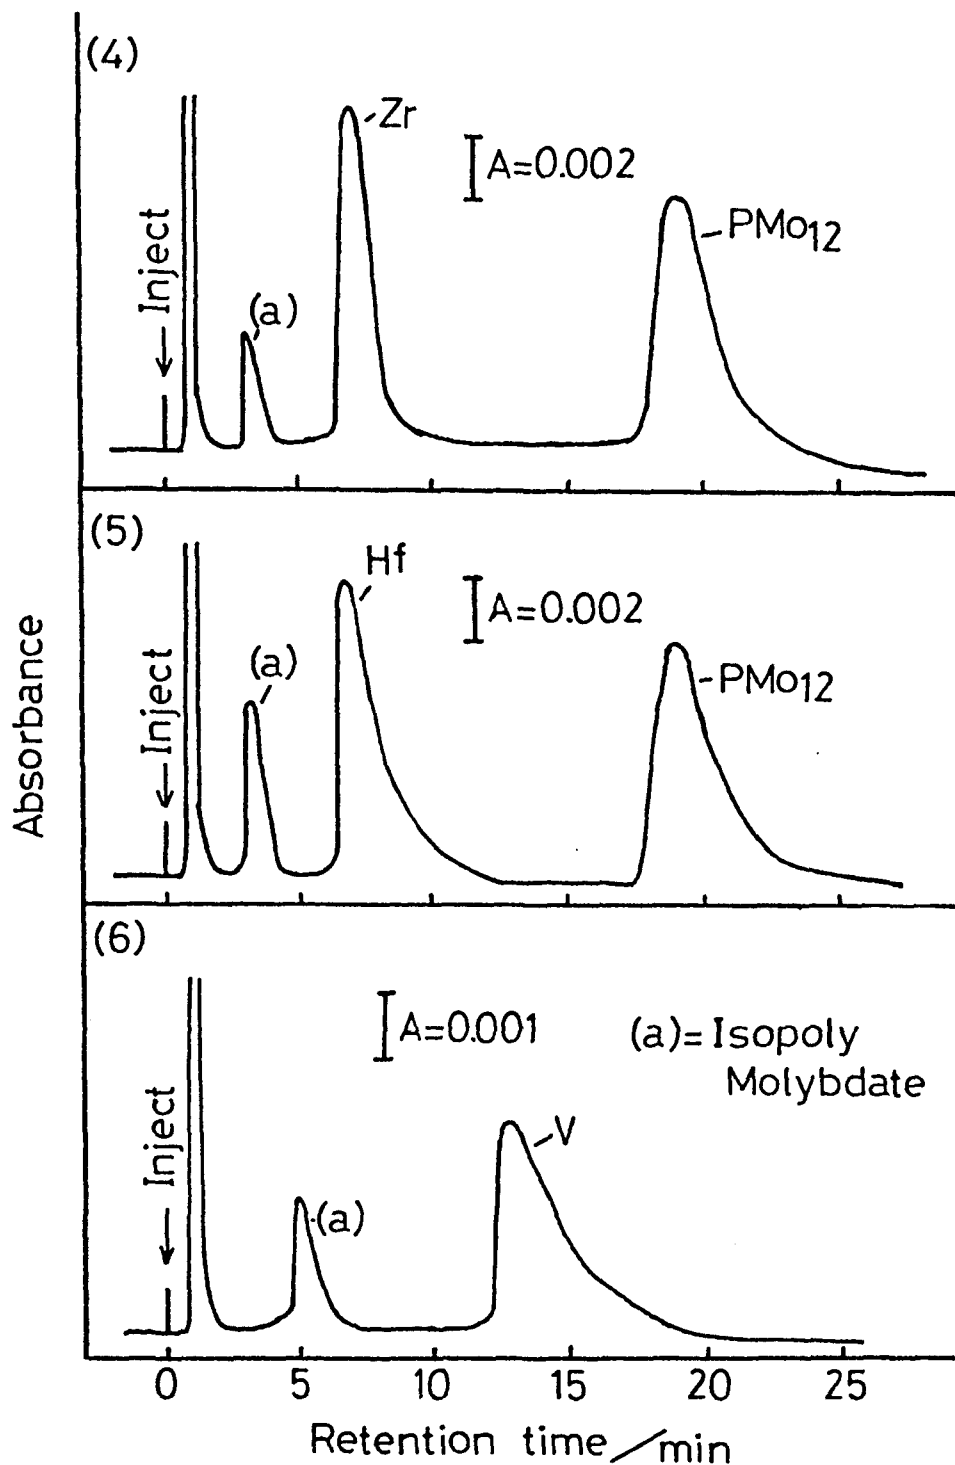 (4)
Zr
A=0.002
PMo12
Inject
(a)
(5)
Hf
A=0.002
(a)
PMo12
Inject
Absorbance
(6)
A=0.001
(a)= Isopoly
Molybdate
V
Inject
(a)
0 5 10 15 20 25
Retention time/min